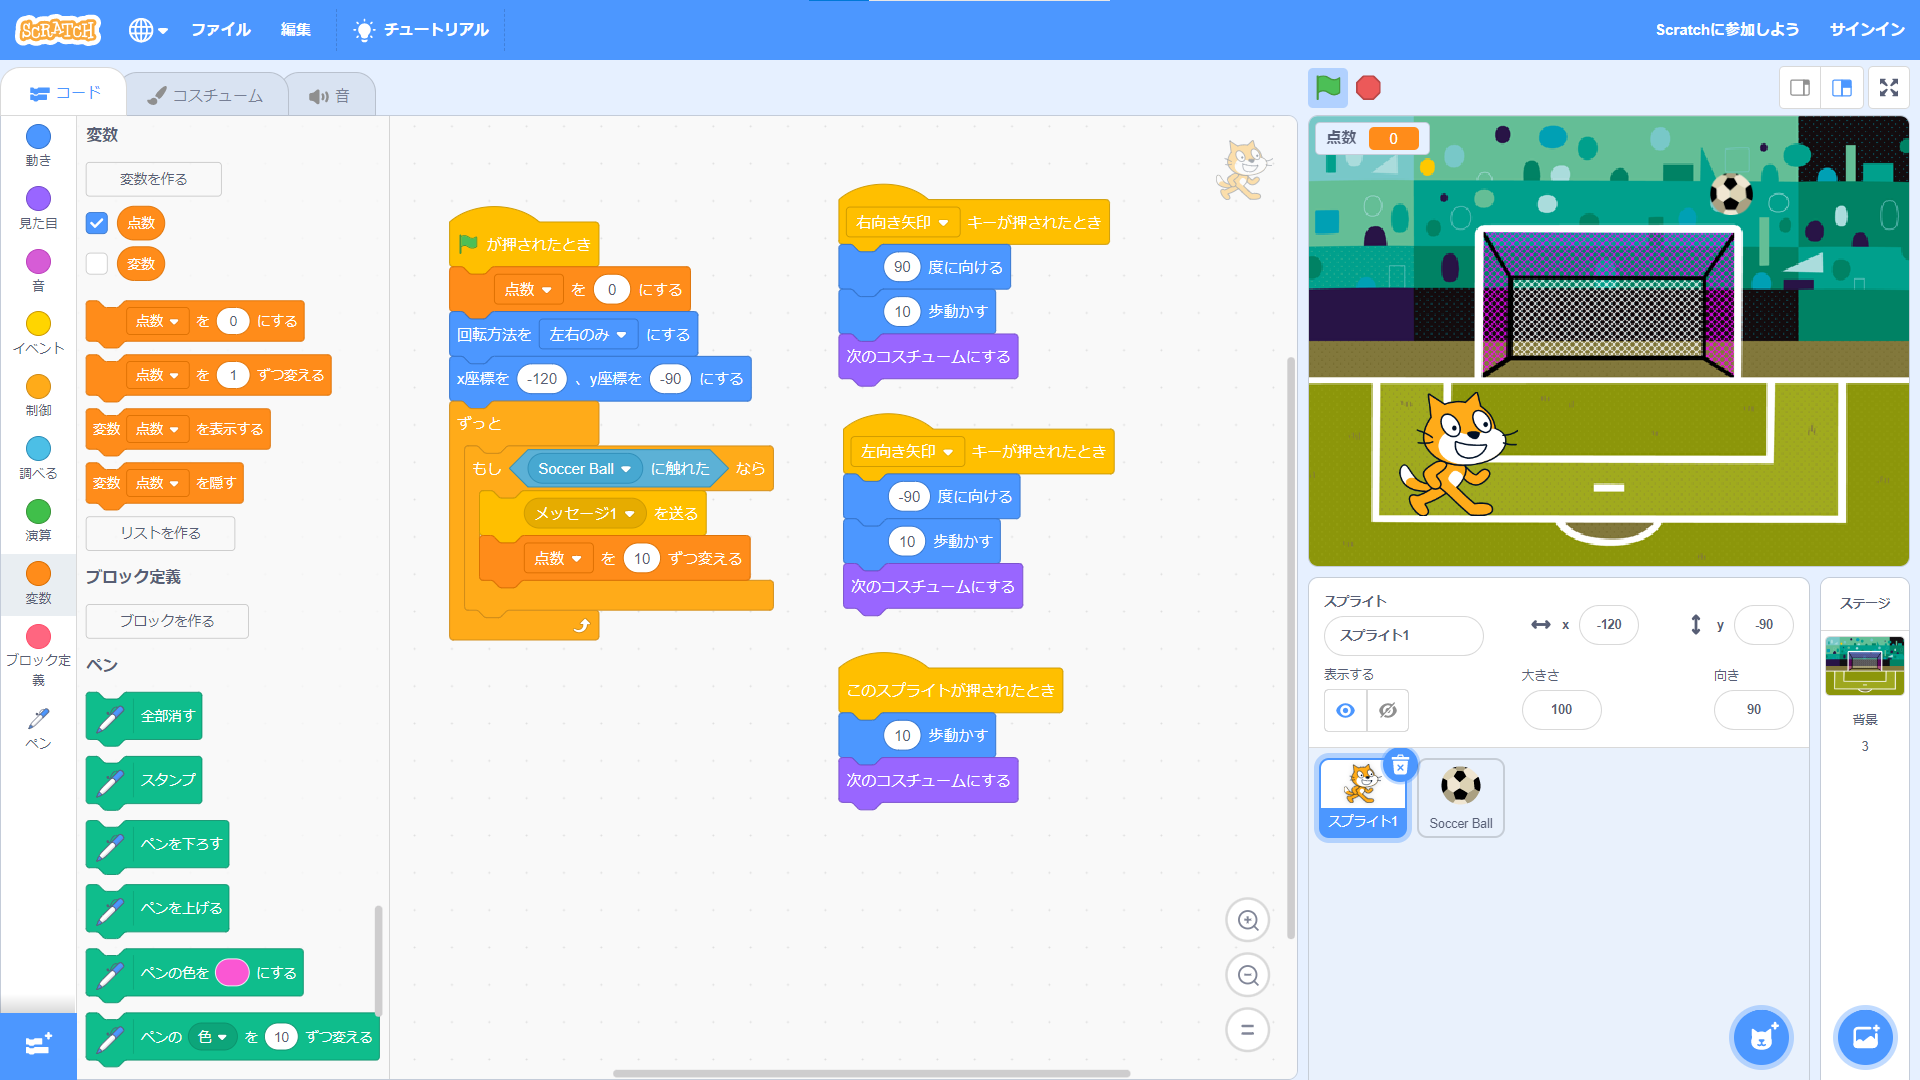 SCRATCH
ファイル
編集
チュートリアル
Scratchに参加しよう
サインイン
コード
コスチューム
音
動き
見た目
音
イベント
制御
調べる
演算
変数
ブロック定義
ペン
変数
変数を作る
点数
変数
点数 を 0 にする
点数 を 1 ずつ変える
変数 点数 を表示する
変数 点数 を隠す
リストを作る
ブロック定義
ブロックを作る
ペン
全部消す
スタンプ
ペンを下ろす
ペンを上げる
ペンの色を にする
ペンの 色 を 10 ずつ変える
が押されたとき
点数 を 0 にする
回転方法を 左右のみ にする
x座標を -120 、y座標を -90 にする
ずっと
もし Soccer Ball に触れた なら
メッセージ1 を送る
点数 を 10 ずつ変える
右向き矢印 キーが押されたとき
90 度に向ける
10 歩動かす
次のコスチュームにする
左向き矢印 キーが押されたとき
-90 度に向ける
10 歩動かす
次のコスチュームにする
このスプライトが押されたとき
10 歩動かす
次のコスチュームにする
点数 0
スプライト
スプライト1
x -120
y -90
表示する
大きさ
100
向き
90
スプライト1
Soccer Ball
ステージ
背景
3